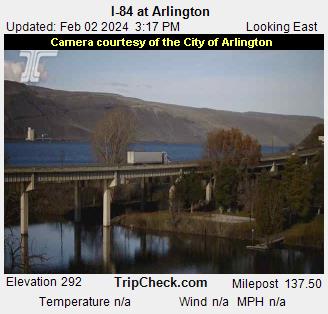 I-84 at Arlington
Updated: Feb 02 2024 3:17 PM Looking East
Camera courtesy of the City of Arlington
Elevation 292 TripCheck.com Milepost 137.50
Temperature n/a Wind n/a MPH n/a